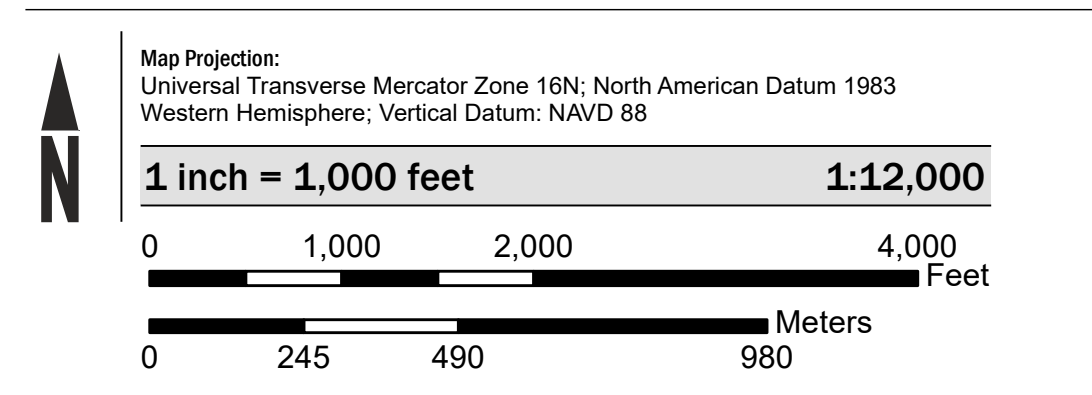 N
Map Projection:
Universal Transverse Mercator Zone 16N; North American Datum 1983
Western Hemisphere; Vertical Datum: NAVD 88
1 inch = 1,000 feet 1:12,000
0 1,000 2,000 4,000
Feet
Meters
0 245 490 980